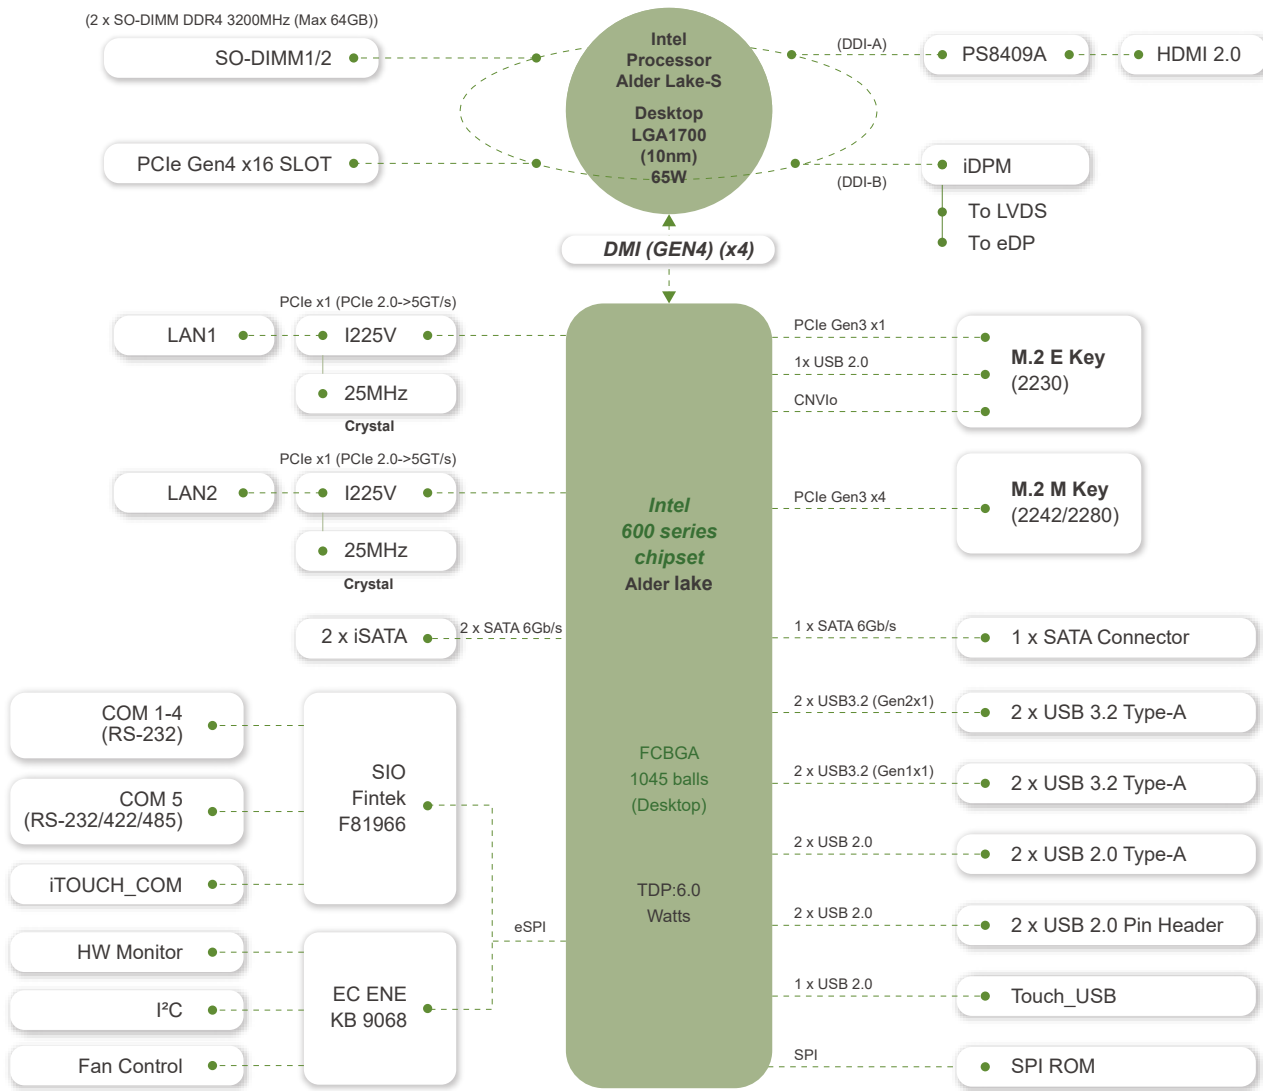 (2 x SO-DIMM DDR4 3200MHz (Max 64GB))
SO-DIMM1/2
PCIe Gen4 x16 SLOT
Intel
Processor
Alder Lake-S
Desktop
LGA1700
(10nm)
65W
(DDI-A)
PS8409A
HDMI 2.0
(DDI-B)
iDPM
To LVDS
To eDP
DMI (GEN4) (x4)
PCIe x1 (PCIe 2.0->5GT/s)
LAN1
I225V
25MHz
Crystal
PCIe x1 (PCIe 2.0->5GT/s)
LAN2
I225V
25MHz
Crystal
2 x iSATA
2 x SATA 6Gb/s
COM 1-4
(RS-232)
COM 5
(RS-232/422/485)
iTOUCH_COM
SIO
Fintek
F81966
HW Monitor
I²C
Fan Control
EC ENE
KB 9068
eSPI
Intel
600 series
chipset
Alder lake
FCBGA
1045 balls
(Desktop)
TDP:6.0
Watts
PCIe Gen3 x1
1x USB 2.0
CNVIo
M.2 E Key
(2230)
PCIe Gen3 x4
M.2 M Key
(2242/2280)
1 x SATA 6Gb/s
1 x SATA Connector
2 x USB3.2 (Gen2x1)
2 x USB 3.2 Type-A
2 x USB3.2 (Gen1x1)
2 x USB 3.2 Type-A
2 x USB 2.0
2 x USB 2.0 Type-A
2 x USB 2.0
2 x USB 2.0 Pin Header
1 x USB 2.0
Touch_USB
SPI
SPI ROM